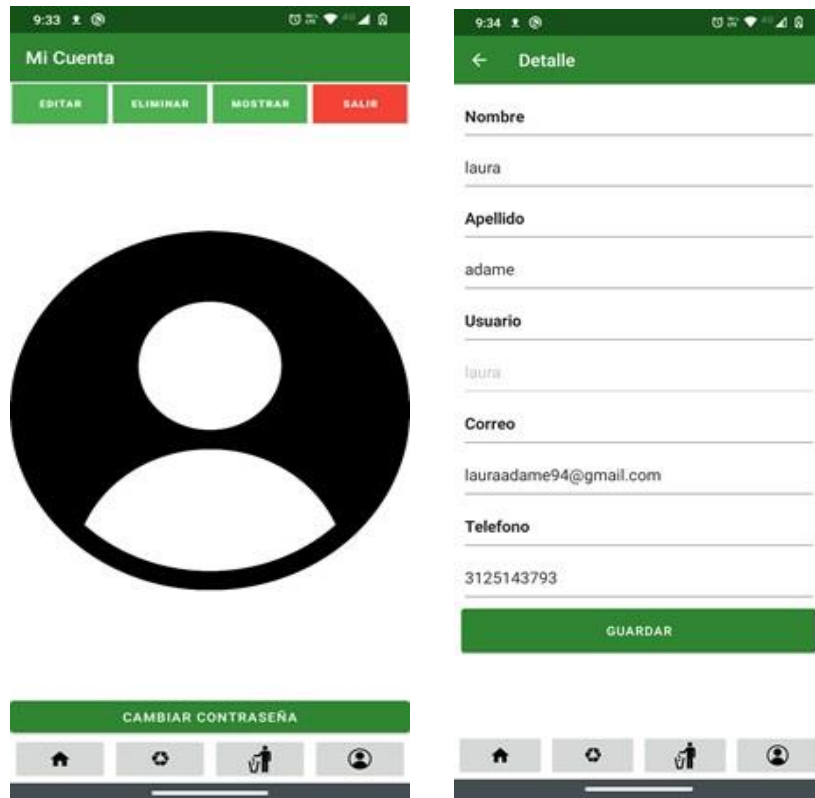 9:33
Mi Cuenta
EDITAR
ELIMINAR
MOSTRAR
SALIR
CAMBIAR CONTRASEÑA
9:34
Detalle
Nombre
laura
Apellido
adame
Usuario
laura
Correo
lauraadame94@gmail.com
Telefono
3125143793
GUARDAR